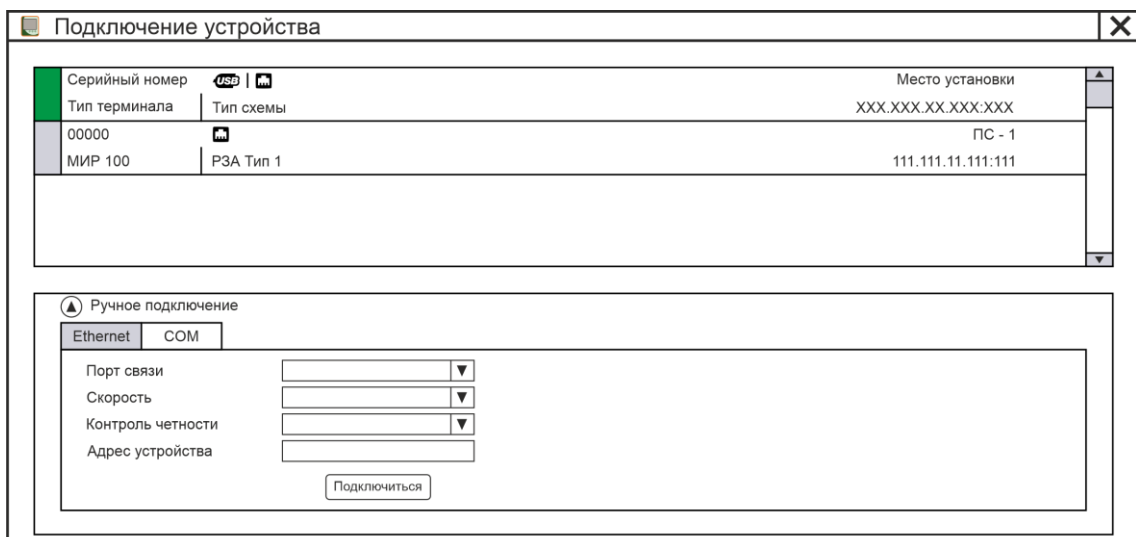 Подключение устройства
Серийный номер USB | Место установки
Тип терминала Тип схемы XXX.XXX.XX.XXX:XXX
00000 ПС - 1
МИР 100 РЗА Тип 1 111.111.11.111:111
Ручное подключение
Ethernet COM
Порт связи
Скорость
Контроль четности
Адрес устройства
Подключиться